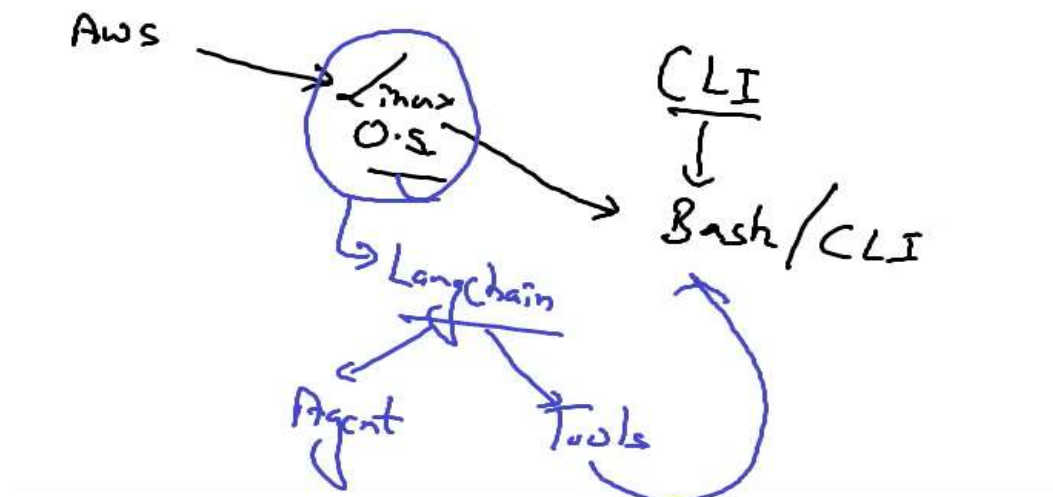 Aws
CLI
Linux
O.S
Bash/CLI
Langchain
Agent
Tools